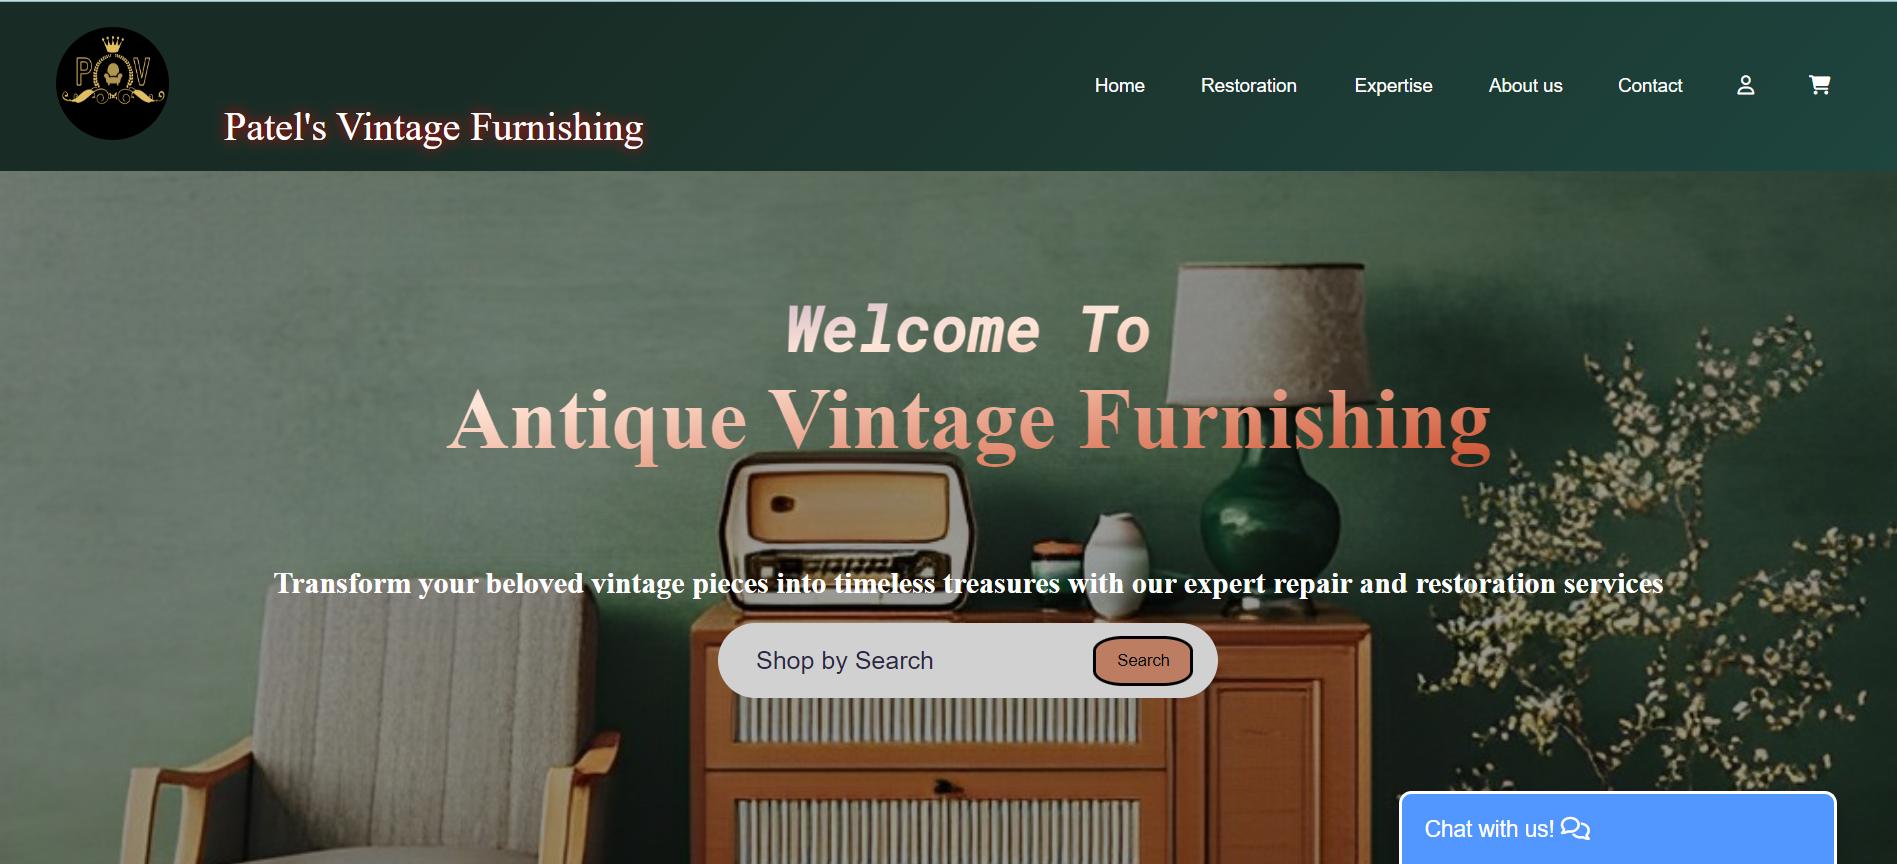 P V
Patel's Vintage Furnishing
Home Restoration Expertise About us Contact
Welcome To
Antique Vintage Furnishing
Transform your beloved vintage pieces into timeless treasures with our expert repair and restoration services
Shop by Search Search
Chat with us!